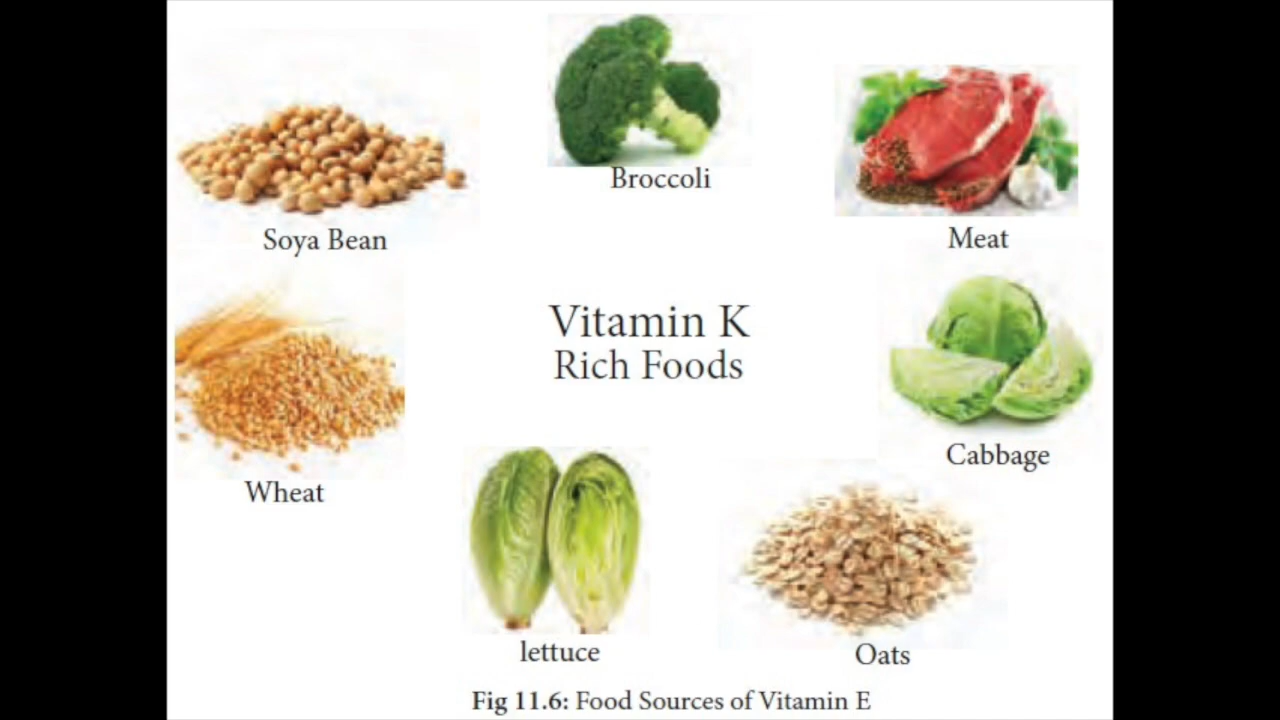 Broccoli
Soya Bean
Meat
Vitamin K
Rich Foods
Cabbage
Wheat
lettuce
Oats
Fig 11.6: Food Sources of Vitamin E